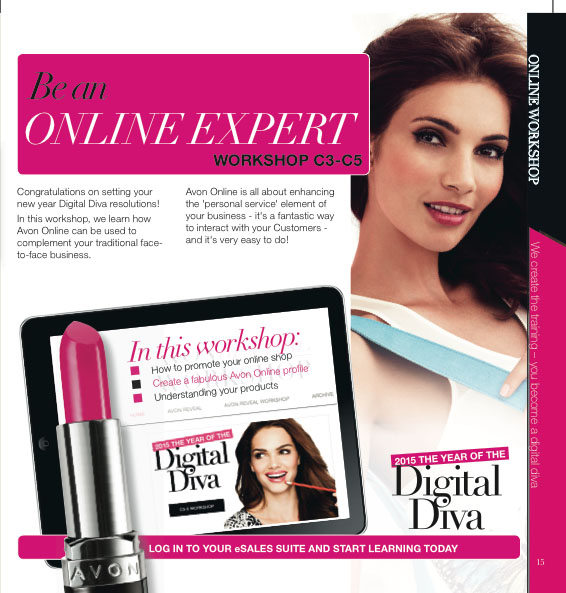 Be an
ONLINE EXPERT
WORKSHOP C3-C5
Congratulations on setting your
new year Digital Diva resolutions!
In this workshop, we learn how
Avon Online can be used to
complement your traditional face-
to-face business.
Avon Online is all about enhancing
the 'personal service' element of
your business - it's a fantastic way
to interact with your Customers -
and it's very easy to do!
In this workshop:
How to promote your online shop
Create a fabulous Avon Online profile
Understanding your products
HOME AVON REVEAL AVON REVEAL WORKSHOP ARCHIVE
2015 THE YEAR OF THE
Digital
Diva
C3-5 WORKSHOP
AVON
2015 THE YEAR OF THE
Digital
Diva
LOG IN TO YOUR eSALES SUITE AND START LEARNING TODAY
ONLINE WORKSHOP
We create the training – you become a digital diva
15